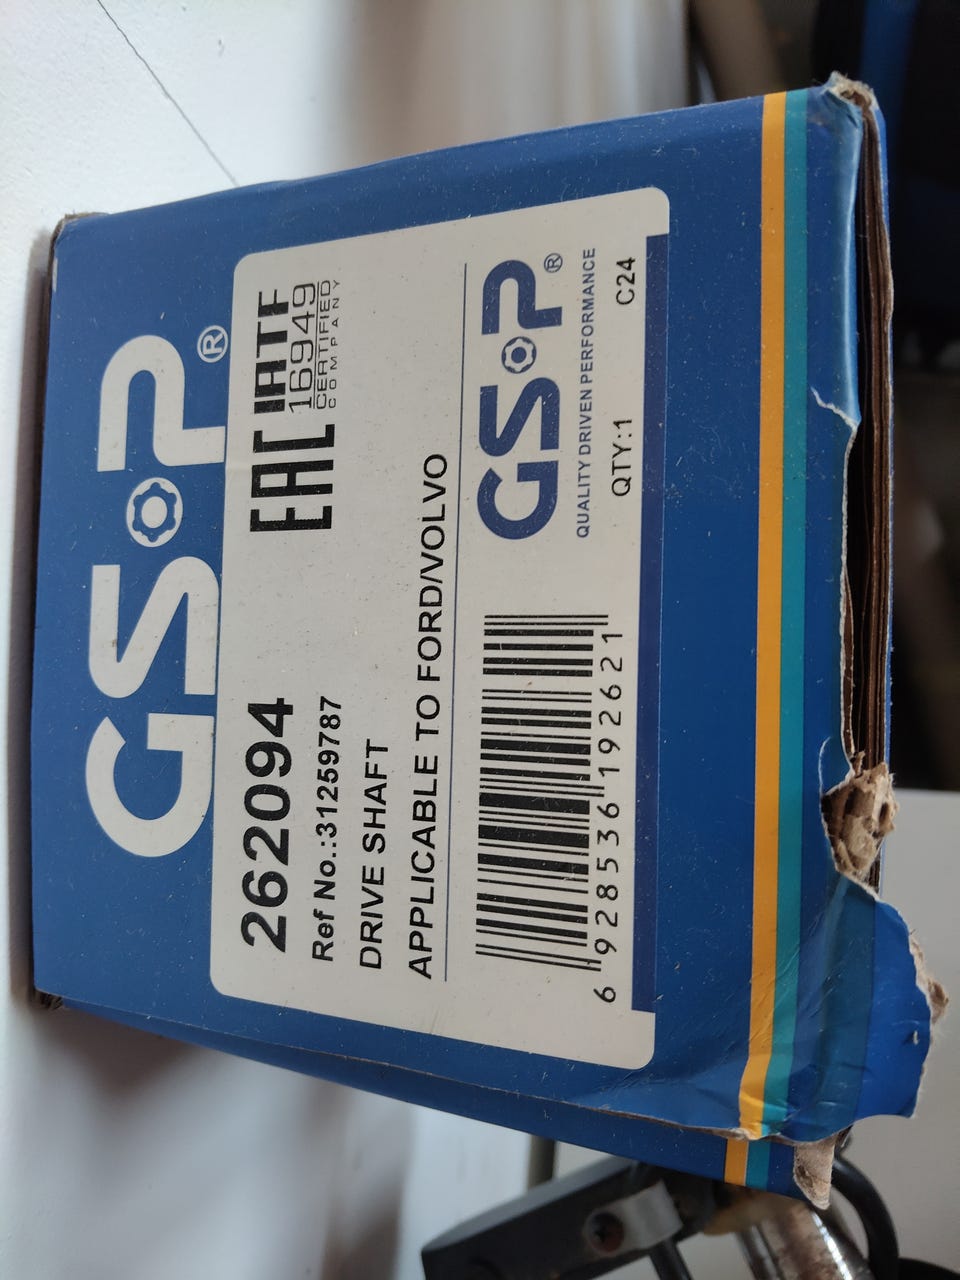 GSP®
262094
EAC
IATF
16949
CERTIFIED
COMPANY
Ref No.:31259787
DRIVE SHAFT
APPLICABLE TO FORD/VOLVO
GSP®
QUALITY DRIVEN PERFORMANCE
6 928536 192621
QTY:1 C24